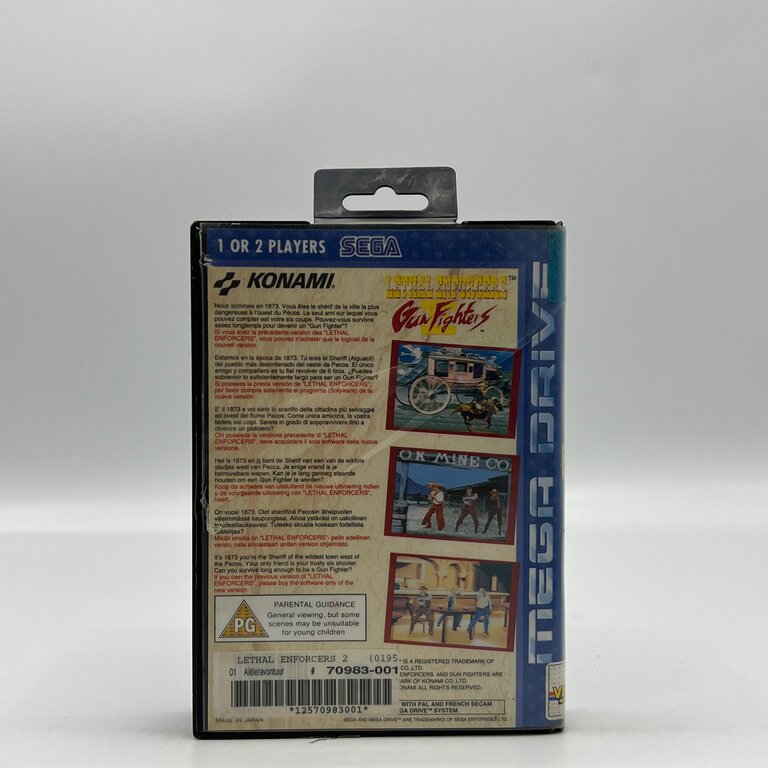 1 OR 2 PLAYERS SEGA
KONAMI®
LETHAL ENFORCERS™
II
Gun Fighters
Nous sommes en 1873. Vous êtes le shérif de la ville la plus
dangereuse à l'ouest du Pécos. Le seul ami sur lequel vous
pouvez compter est votre six coups. Pouvez-vous survivre
assez longtemps pour devenir un "Gun Fighter"?
Si vous avez la précédente version des "LETHAL
ENFORCERS", vous pouvez n'acheter que le logiciel de la
nouvelle version.
Estamos en la época de 1873. Tú eres él Sheriff (Alguacil)
del pueblo más desordenado del oeste de Pecos. El único
amigo y compañero es tu fiel revolver de 6 tiros. ¿Puedes
sobrevivir lo suficientemente largo para ser un Gun Fighter?
Si posees la previa versión de "LETHAL ENFORCERS",
por favor compra solamente el programa (Software) de la
nueva versión.
E' il 1873 e voi siete lo sceriffo della cittadina più selvaggia
ad ovest del fiume Pecos. Come unica amicizia, la vostra
fedele sei colpi. Sarete in grado di sopravvivere fino a
divenire un pistolero?
Chi possiede la versione precedente di "LETHAL
ENFORCERS", deve acquistare il solo software della nuova
versione.
Het is 1873 en jij bent de Sherif van een van de wildste
stadjes west van Pecos. Je enige vriend is je
betrouwbare wapen. Kan je je lang genoeg staande
houden om een Gun Fighter te worden?
Koop de software van uitsluitend de nieuwe uitvoering indien
u de voorgaande uitvoering van "LETHAL ENFORCERS"
heeft.
On vuosi 1873. Olet sheriffinä Pecosin länsipuolen
villeimmässä kaupungissa. Ainoa ystäväsi on uskollinen
Tuleeko sinusta koskaan todellista
Mikäli sinulla on "LETHAL ENFORCERS"- pelin edellinen
versio, osta ainoastaan uuden version ohjelmisto.
It's 1873 you're the Sheriff of the wildest town west of
the Pecos. Your only friend is your trusty six shooter.
Can you survive long enough to be a Gun Fighter?
If you own the previous version of "LETHAL
ENFORCERS", please buy the software only of the
new version.
O.K MINE CO.
PG
PARENTAL GUIDANCE
General viewing, but some
scenes may be unsuitable
for young children
LETHAL ENFORCERS 2 (0195
01 Aktie/avontuur # 70983-001
*12570983001*
IS A REGISTERED TRADEMARK OF
CO.,LTD.
ENFORCERS AND GUN FIGHTERS ARE
OF KONAMI CO.,LTD.
KONAMI ALL RIGHTS RESERVED.
WITH PAL AND FRENCH SECAM
DRIVE™ SYSTEM.
MADE IN JAPAN
SEGA AND MEGA DRIVE™ ARE TRADEMARKS OF SEGA ENTERPRISES LTD.
MEGA DRIVE